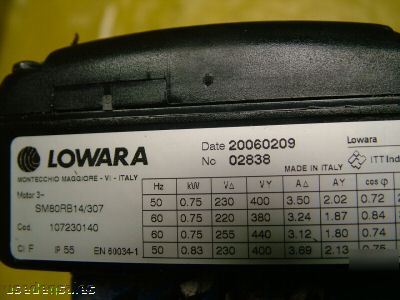 LOWARA
MONTECCHIO MAGGIORE - VI - ITALY
Date 20060209
No 02838
MADE IN ITALY
Lowara
ITT Ind
Motor 3~
SM80RB14/307
Cod. 107230140
Cl F IP 55 EN 60034-1
Hz kW V△ VY A△ AY cos φ
50 0.75 230 400 3.50 2.02 0.72
60 0.75 220 380 3.24 1.87 0.84
60 0.75 255 440 3.12 1.80 0.74
50 0.83 230 400 3.69 2.13 0.75